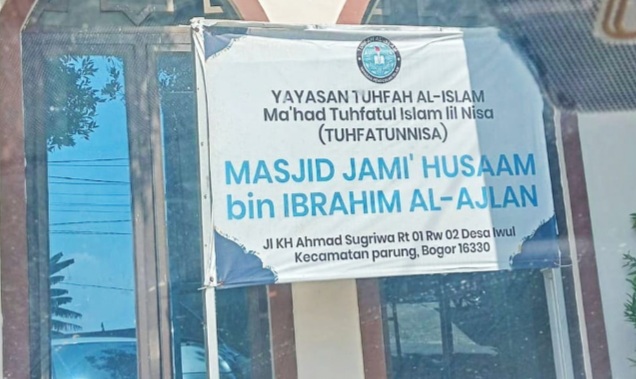 YAYASAN TUHFAH AL-ISLAM
Ma'had Tuhfatul Islam lil Nisa
(TUHFATUNNISA)
MASJID JAMI' HUSAAM
bin IBRAHIM AL-AJLAN
Jl KH Ahmad Sugriwa Rt 01 Rw 02 Desa Iwul
Kecamatan parung, Bogor 16330